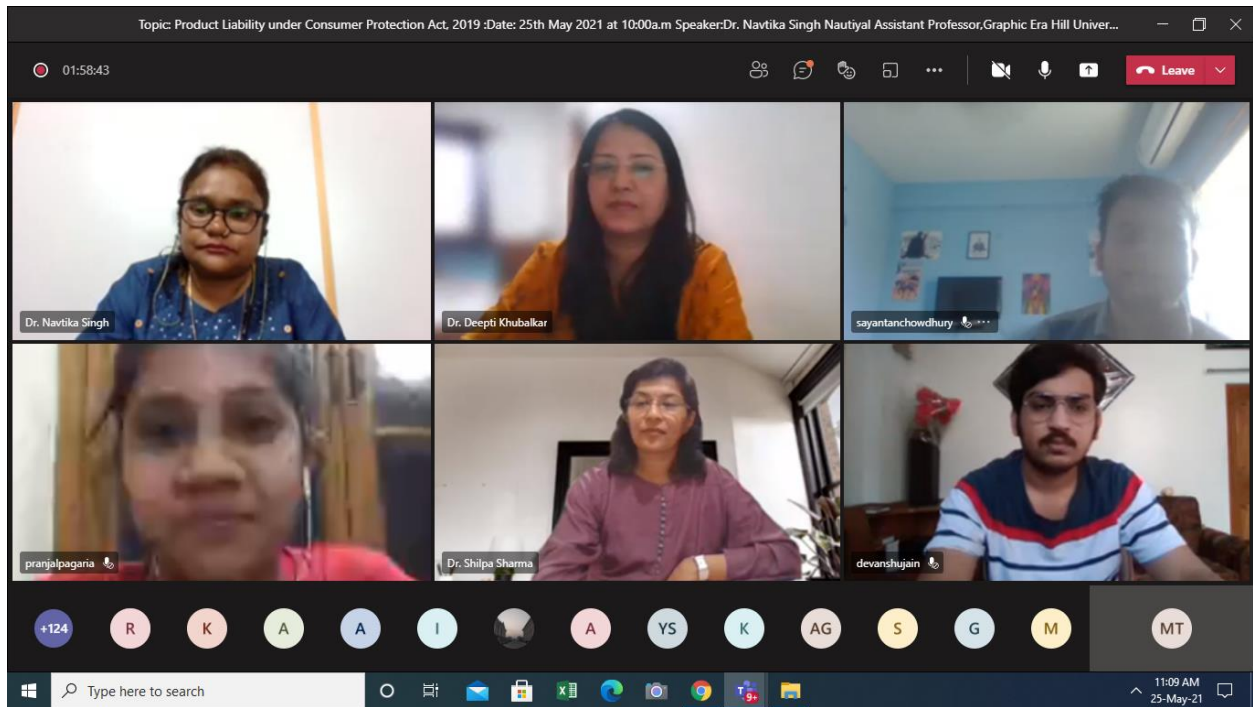 Topic: Product Liability under Consumer Protection Act, 2019 :Date: 25th May 2021 at 10:00a.m Speaker:Dr. Navtika Singh Nautiyal Assistant Professor,Graphic Era Hill Univer...
01:58:43
Leave
Dr. Navtika Singh
Dr. Deepti Khubalkar
sayantanchowdhury
pranjalpagaria
Dr. Shilpa Sharma
devanshujain
+124 R K A A I A YS K AG S G M MT
Type here to search
9+
11:09 AM
25-May-21